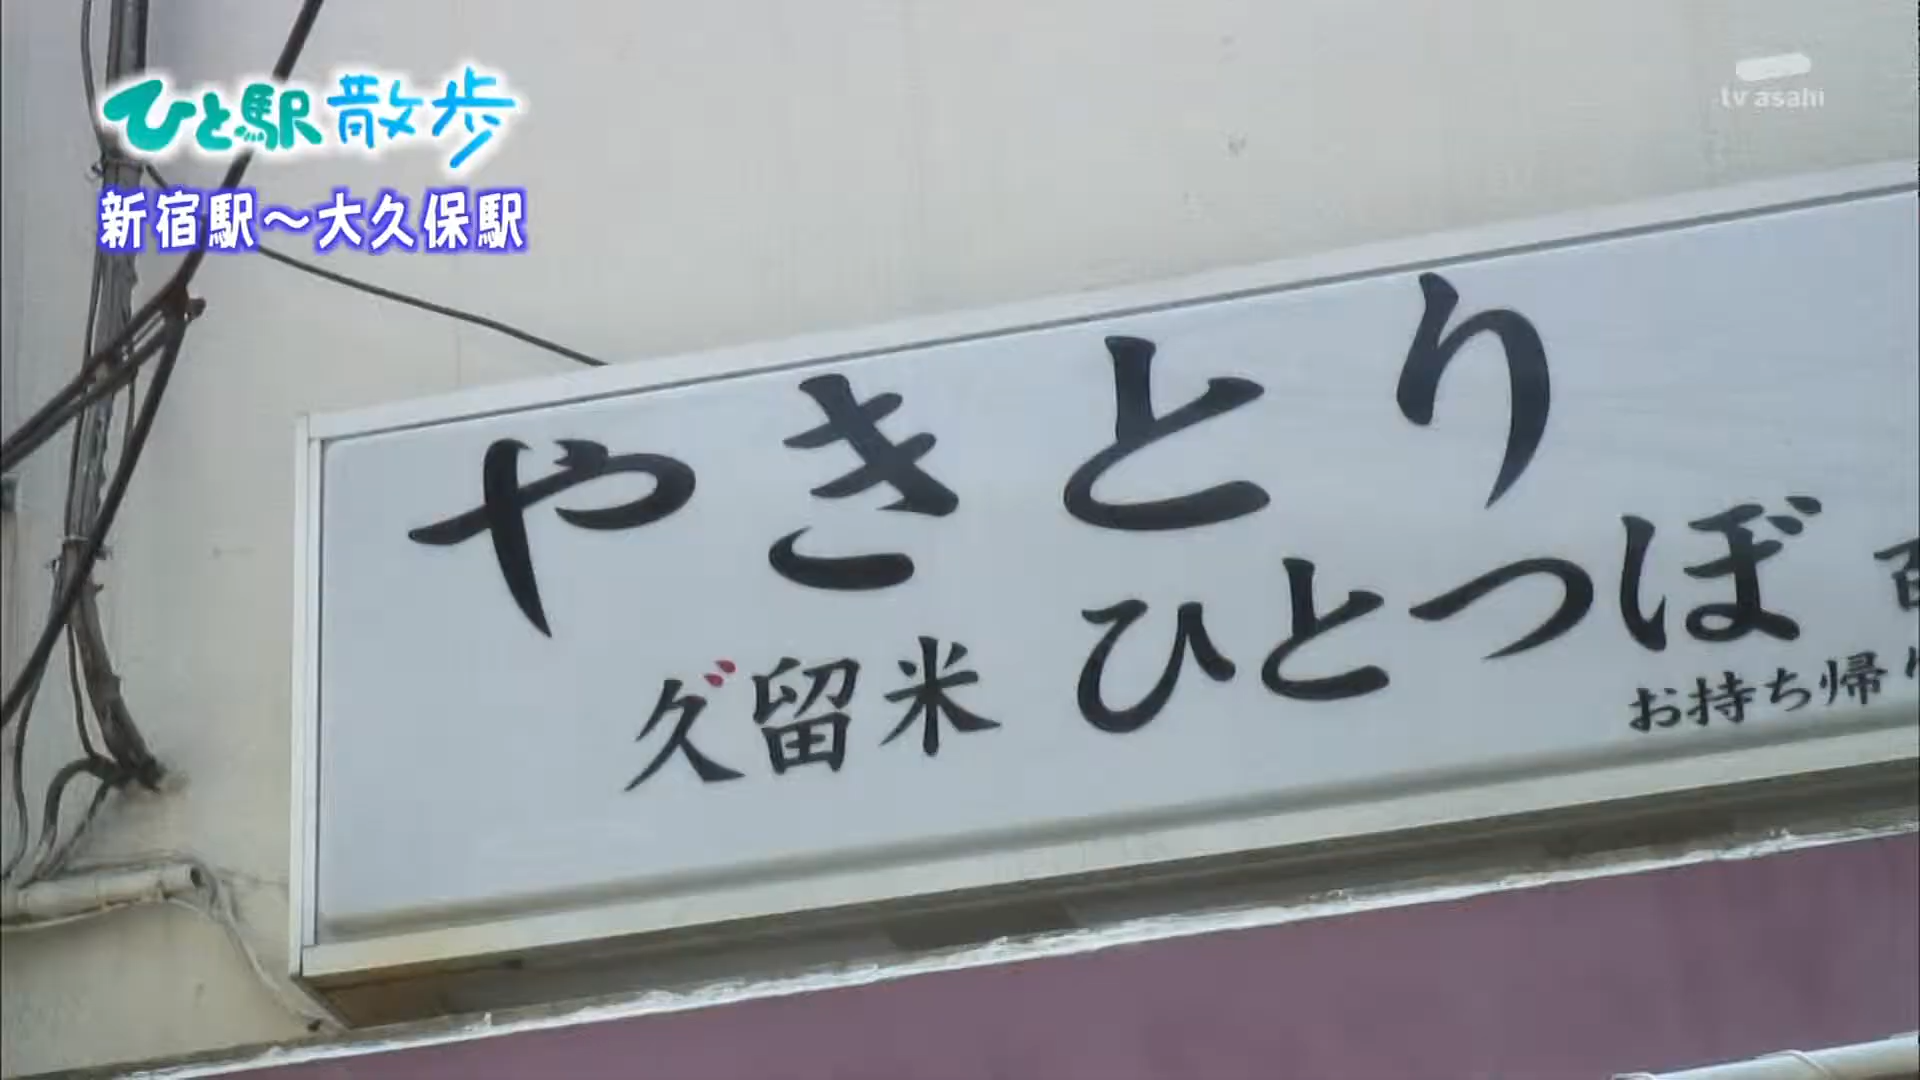 ひと駅散歩
新宿駅～大久保駅
tv asahi
やきとり
久留米 ひとつぼ
お持ち帰り